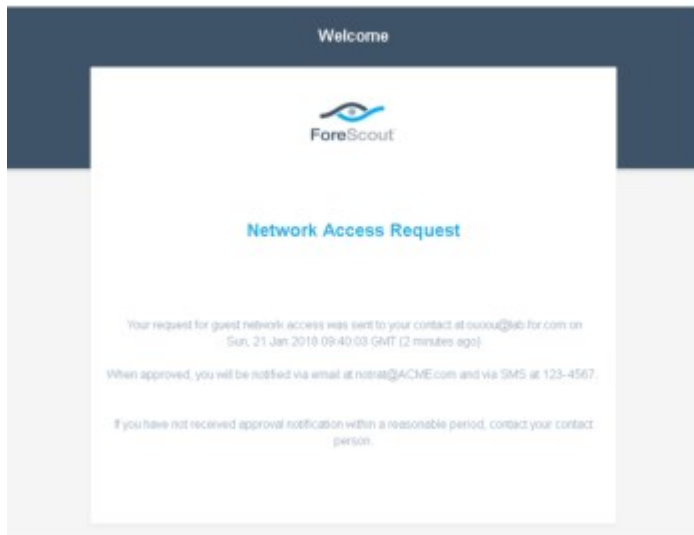 Welcome
ForeScout
Network Access Request
Your request for guest network access was sent to your contact at
Sun, 21 Jan 2018 09:40:03 GMT (2 minutes ago)
When approved, you will be notified via email at and via SMS at 123-4567.
If you have not received approval notification within a reasonable period, contact your contact
person.